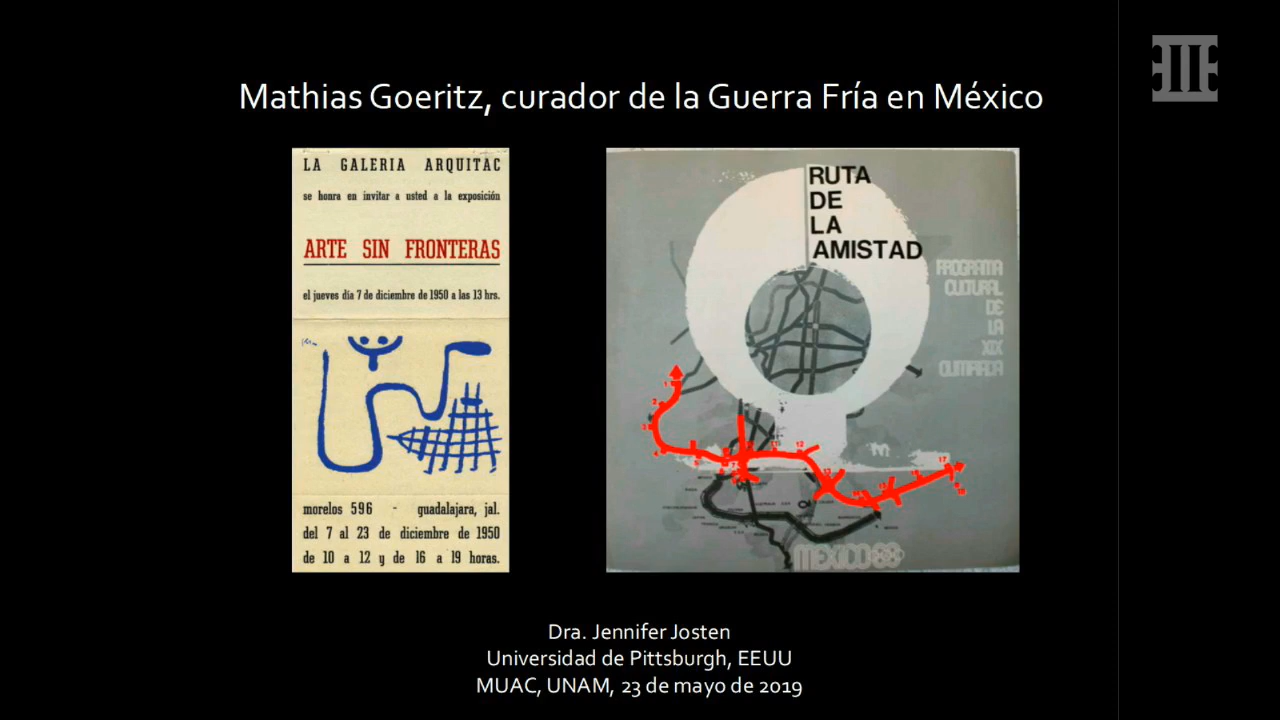 Mathias Goeritz, curador de la Guerra Fría en México
LA GALERIA ARQUITAC
se honra en invitar a usted a la exposición
ARTE SIN FRONTERAS
el jueves día 7 de diciembre de 1950 a las 13 hrs.
morelos 596 - guadalajara, jal.
del 7 al 23 de diciembre de 1950
de 10 a 12 y de 16 a 19 horas.
RUTA
DE
LA
AMISTAD
PROGRAMA
CULTURAL
DE
LA
XIX
OLIMPIADA
MEXICO68
Dra. Jennifer Josten
Universidad de Pittsburgh, EEUU
MUAC, UNAM, 23 de mayo de 2019